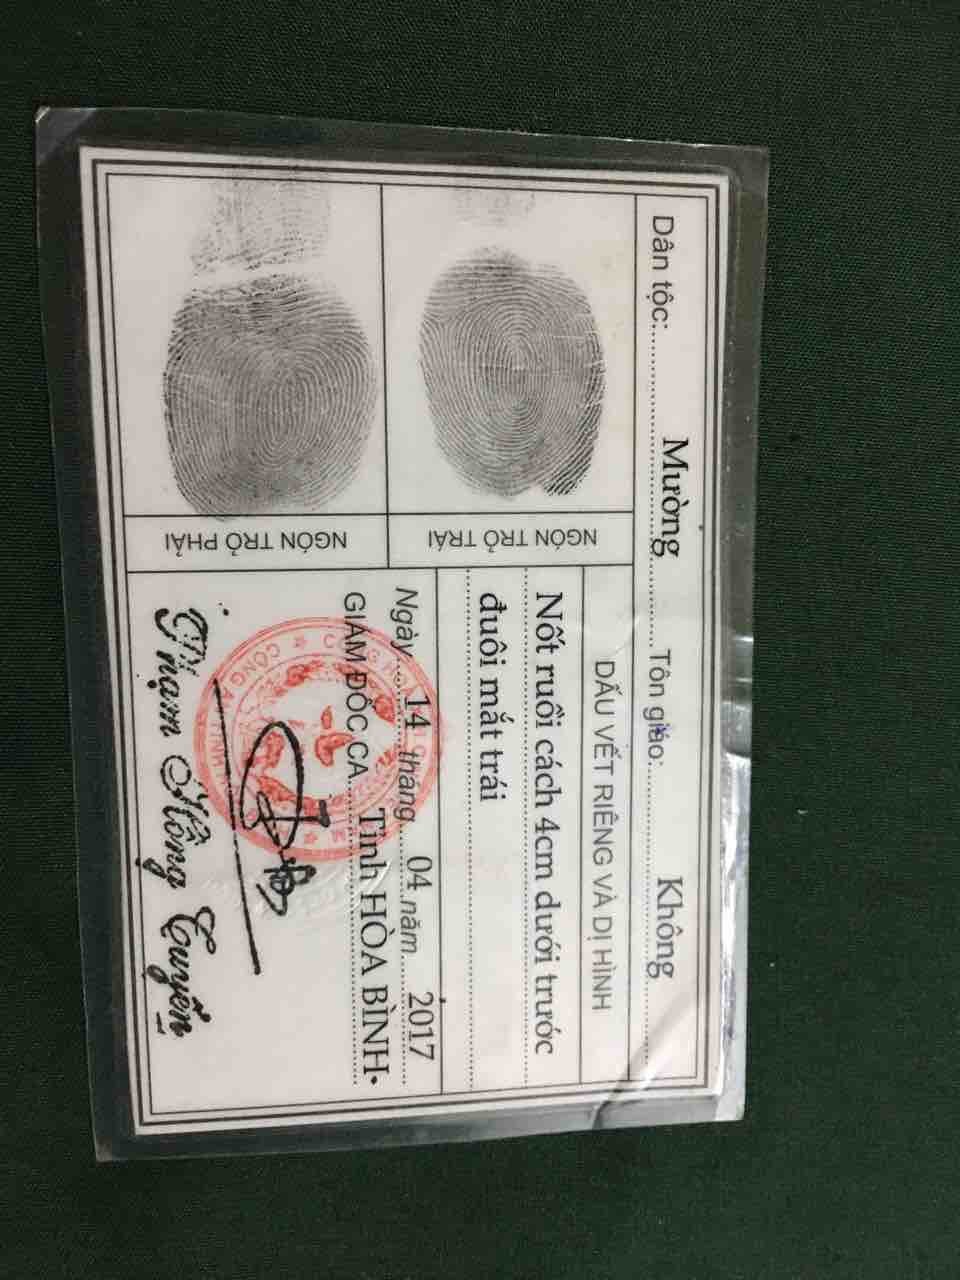 Dân tộc: Mường Tôn giáo: Không
NGÓN TRỎ TRÁI
NGÓN TRỎ PHẢI
DẤU VẾT RIÊNG VÀ DỊ HÌNH
Nốt ruồi cách 4cm dưới trước
đuôi mắt trái
Ngày 14 tháng 04 năm 2017
GIÁM ĐỐC CA Tỉnh HÒA BÌNH
Phạm Hồng Tuyến